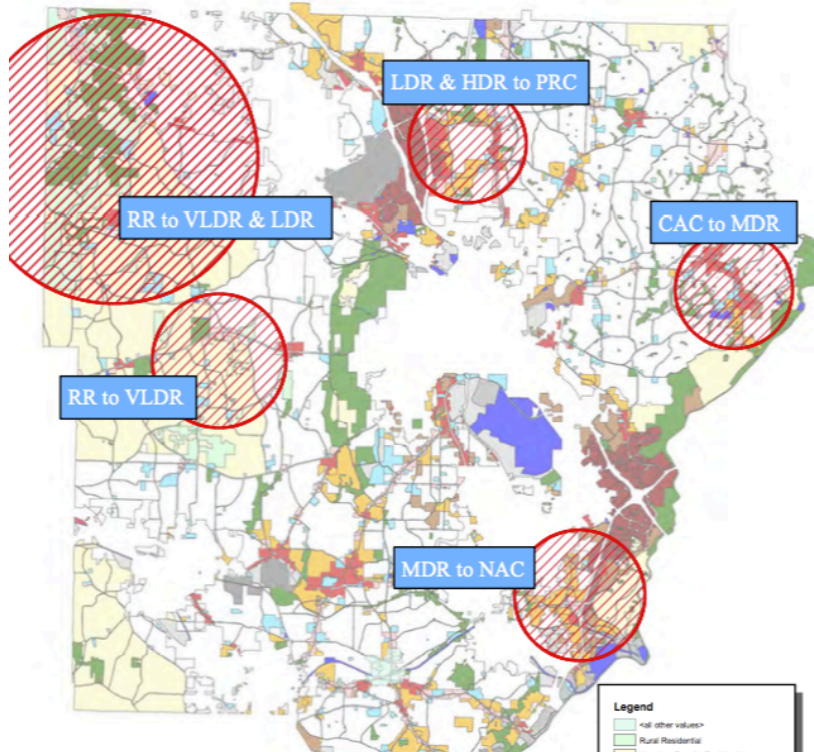 LDR & HDR to PRC
RR to VLDR & LDR
CAC to MDR
RR to VLDR
MDR to NAC
Legend
<all other values>
Rural Residential